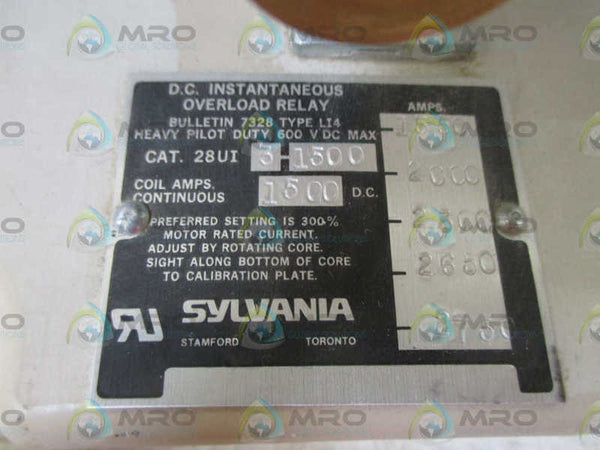 D.C. INSTANTANEOUS
OVERLOAD RELAY
BULLETIN 7328 TYPE LI4
HEAVY PILOT DUTY, 600 V DC MAX
CAT. 28UI 3-1500
COIL AMPS.
CONTINUOUS 1500 D.C.
PREFERRED SETTING IS 300%
MOTOR RATED CURRENT.
ADJUST BY ROTATING CORE.
SIGHT ALONG BOTTOM OF CORE
TO CALIBRATION PLATE.
SYLVANIA
STAMFORD TORONTO
AMPS.
2000
2680
MRO